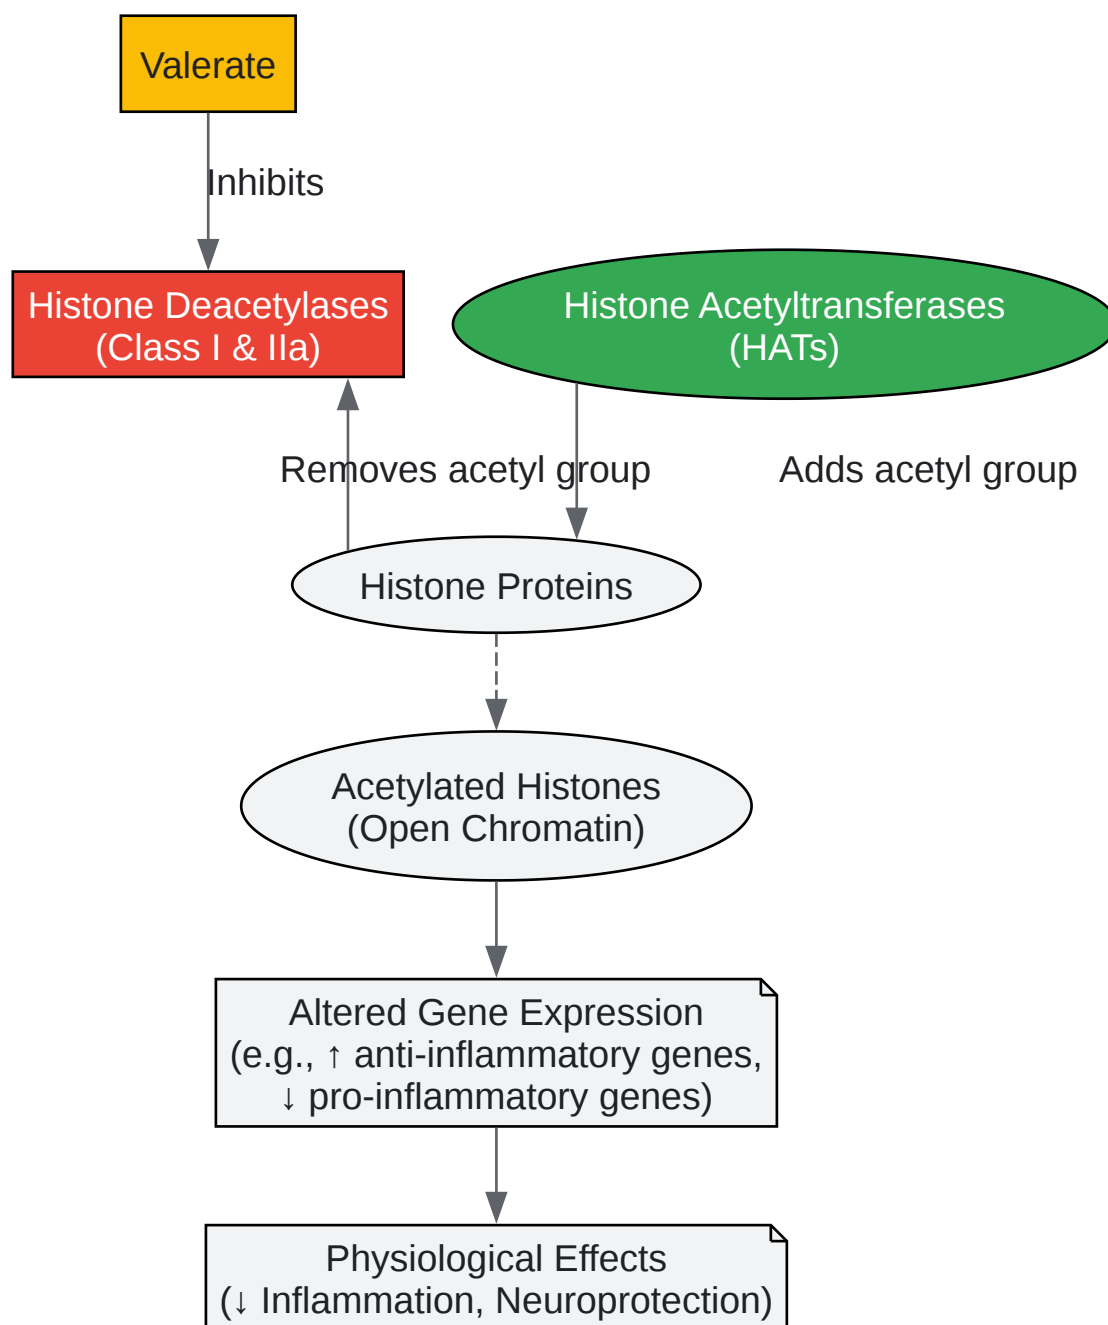 Valerate
Inhibits
Histone Deacetylases
(Class I & IIa)
Histone Acetyltransferases
(HATs)
Removes acetyl group
Adds acetyl group
Histone Proteins
Acetylated Histones
(Open Chromatin)
Altered Gene Expression
(e.g., ↑ anti-inflammatory genes,
↓ pro-inflammatory genes)
Physiological Effects
(↓ Inflammation, Neuroprotection)